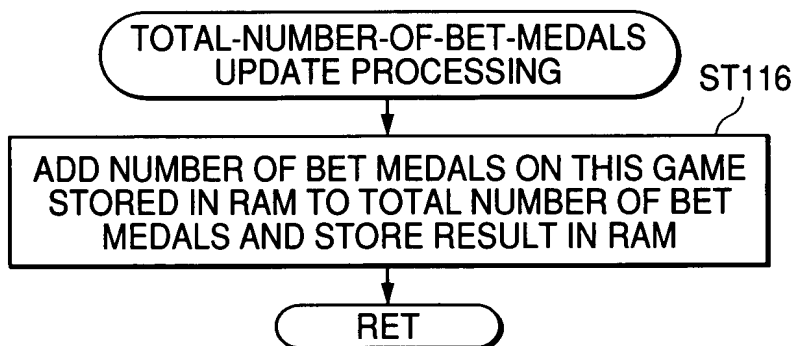 TOTAL-NUMBER-OF-BET-MEDALS
UPDATE PROCESSING
ST116
ADD NUMBER OF BET MEDALS ON THIS GAME
STORED IN RAM TO TOTAL NUMBER OF BET
MEDALS AND STORE RESULT IN RAM
RET